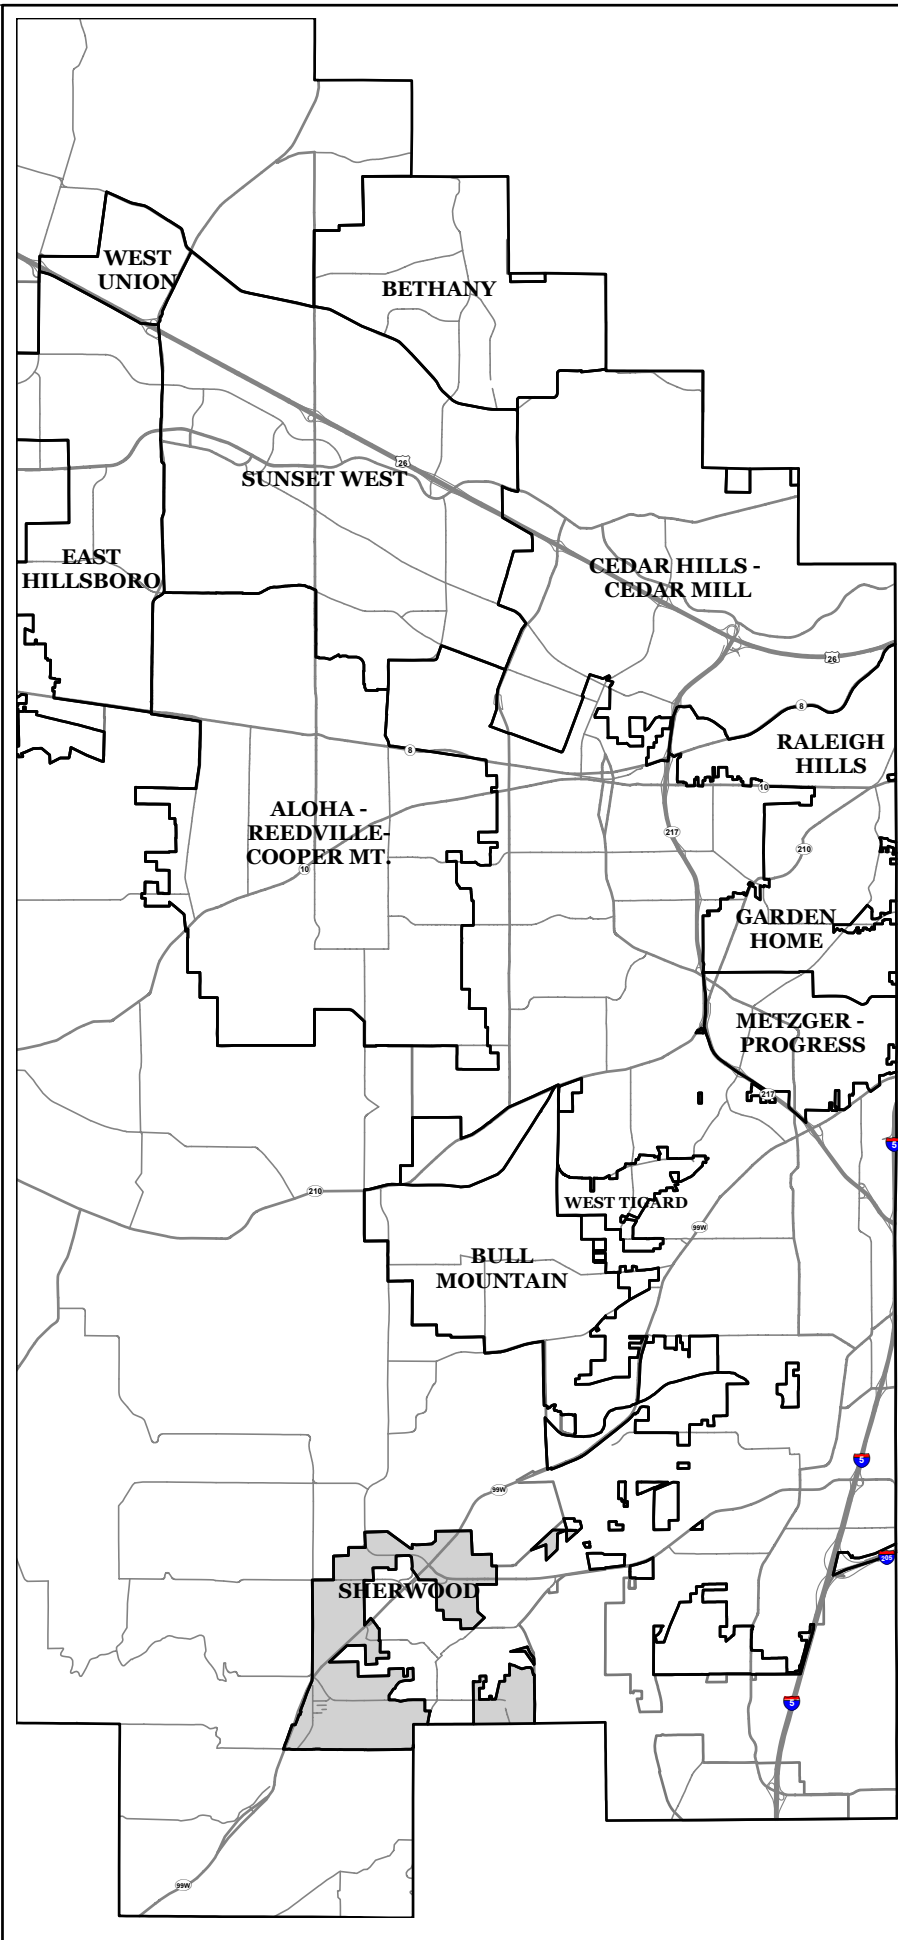 WEST
UNION
BETHANY
26
SUNSET WEST
EAST
HILLSBORO
CEDAR HILLS -
CEDAR MILL
26
8
RALEIGH
HILLS
8
10
ALOHA -
REEDVILLE-
COOPER MT.
217
210
10
GARDEN
HOME
METZGER -
PROGRESS
217
5
210
WEST TIGARD
99W
BULL
MOUNTAIN
5
99W
205
SHERWOOD
5
99W